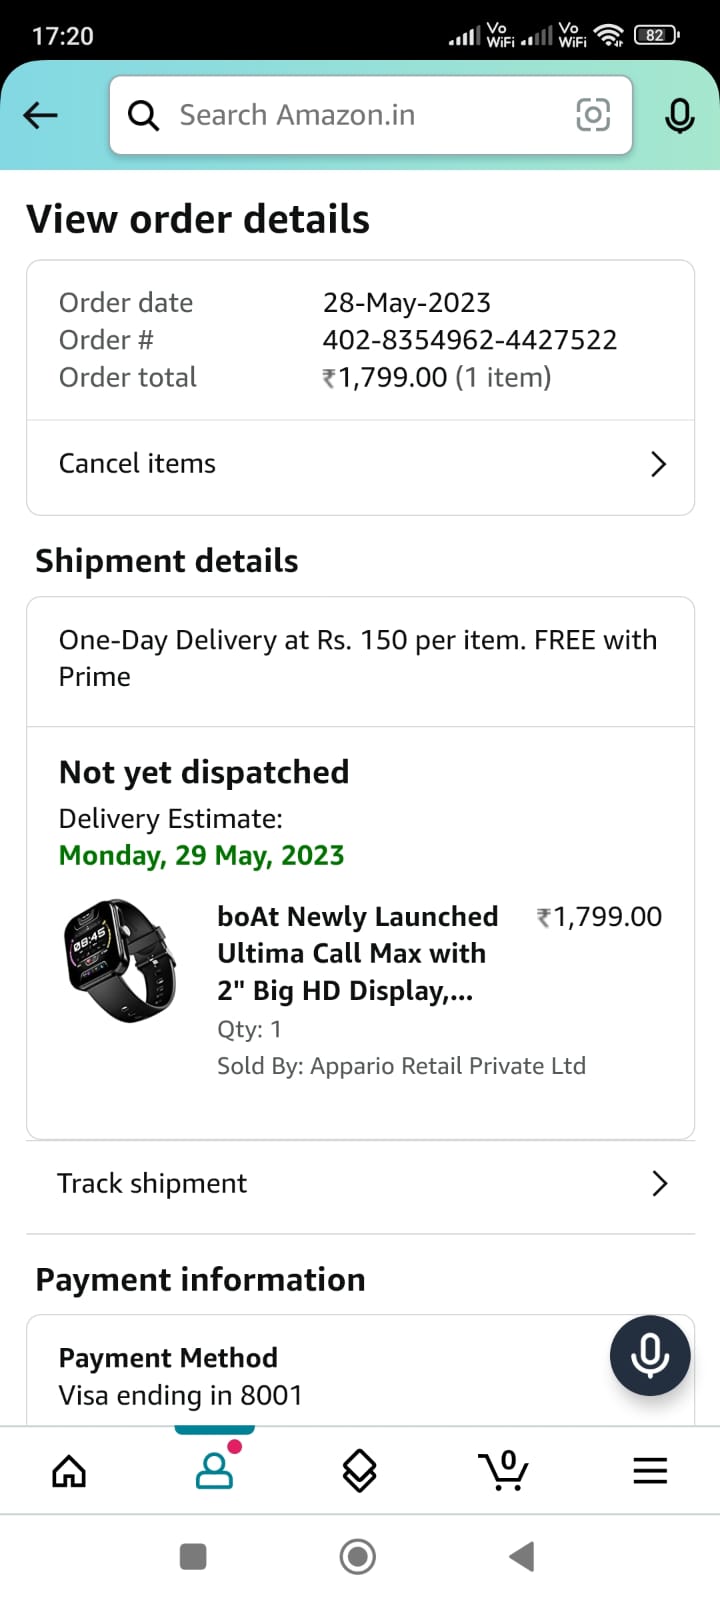 17:20
Vo WiFi Vo WiFi 82
Search Amazon.in
View order details
Order date 28-May-2023
Order # 402-8354962-4427522
Order total ₹1,799.00 (1 item)
Cancel items
Shipment details
One-Day Delivery at Rs. 150 per item. FREE with
Prime
Not yet dispatched
Delivery Estimate:
Monday, 29 May, 2023
08:45
boAt Newly Launched ₹1,799.00
Ultima Call Max with
2" Big HD Display,...
Qty: 1
Sold By: Appario Retail Private Ltd
Track shipment
Payment information
Payment Method
Visa ending in 8001
0